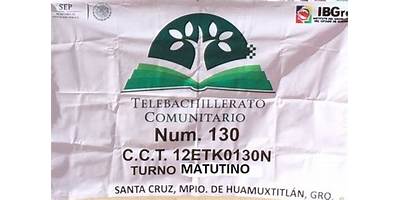 SEP
IBGro
TELEBACHILLERATO
COMUNITARIO
Num. 130
C.C.T. 12ETK0130N
TURNO MATUTINO
SANTA CRUZ, MPIO. DE HUAMUXTITLÁN, GRO.